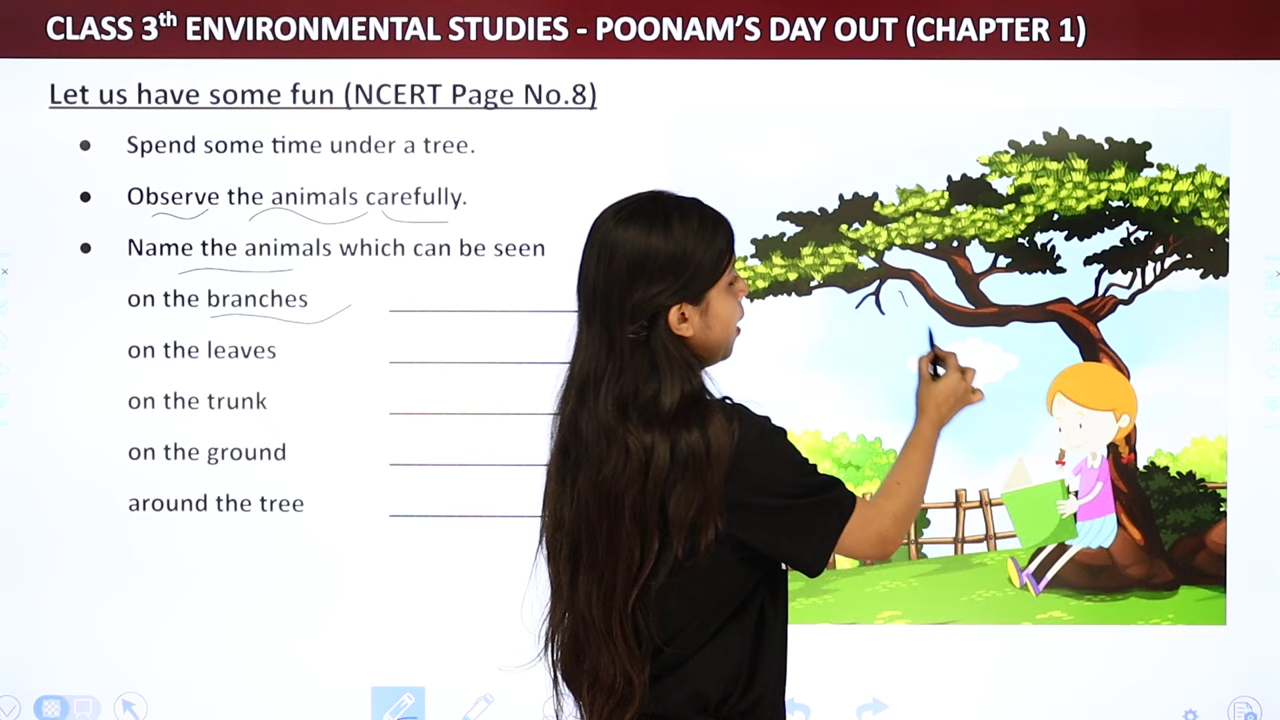 CLASS 3th ENVIRONMENTAL STUDIES - POONAM'S DAY OUT (CHAPTER 1)
Let us have some fun (NCERT Page No.8)
• Spend some time under a tree.
• Observe the animals carefully.
• Name the animals which can be seen
on the branches
on the leaves
on the trunk
on the ground
around the tree